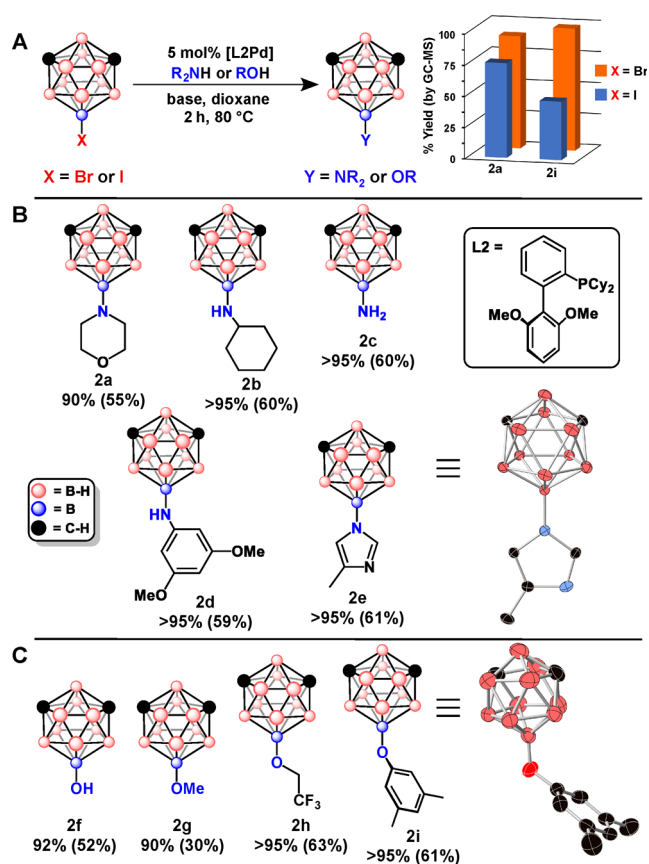 A
X
X = Br or I
5 mol% [L2Pd]
R₂NH or ROH
base, dioxane
2 h, 80 °C
Y
Y = NR₂ or OR
% Yield (by GC-MS)
100
75
50
25
0
2a
2i
X = Br
X = I
B
N
O
2a
90% (55%)
HN
2b
>95% (60%)
NH₂
2c
>95% (60%)
L2 =
PCy₂
MeO
OMe
= B-H
= B
= C-H
HN
OMe
MeO
2d
>95% (59%)
N
N
2e
>95% (61%)
C
OH
2f
92% (52%)
OMe
2g
90% (30%)
O
CF₃
2h
>95% (63%)
O
2i
>95% (61%)